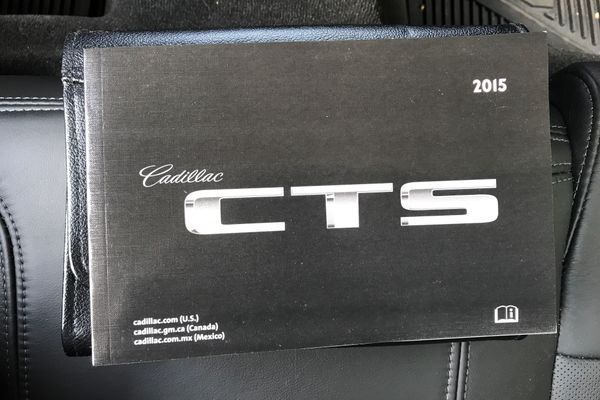 2015
Cadillac
CTS
cadillac.com (U.S.)
cadillac.gm.ca (Canada)
cadillac.com.mx (Mexico)